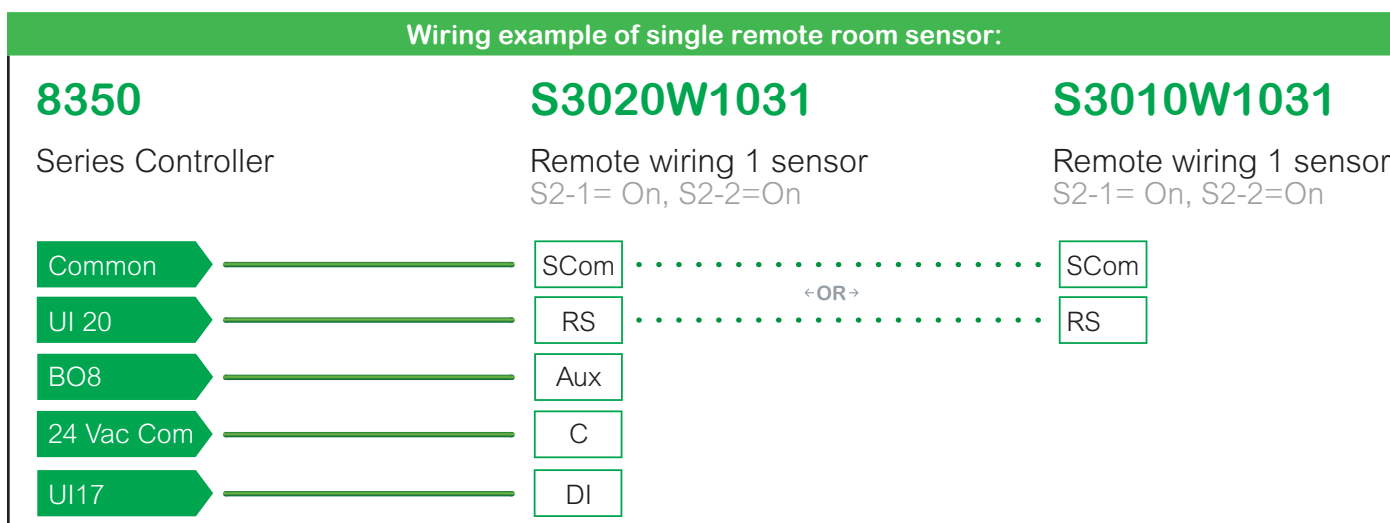 Wiring example of single remote room sensor:
8350 S3020W1031 S3010W1031
Series Controller Remote wiring 1 sensor Remote wiring 1 sensor
S2-1= On, S2-2=On S2-1= On, S2-2=On
Common SCom SCom
←OR→
UI 20 RS RS
BO8 Aux
24 Vac Com C
UI17 DI